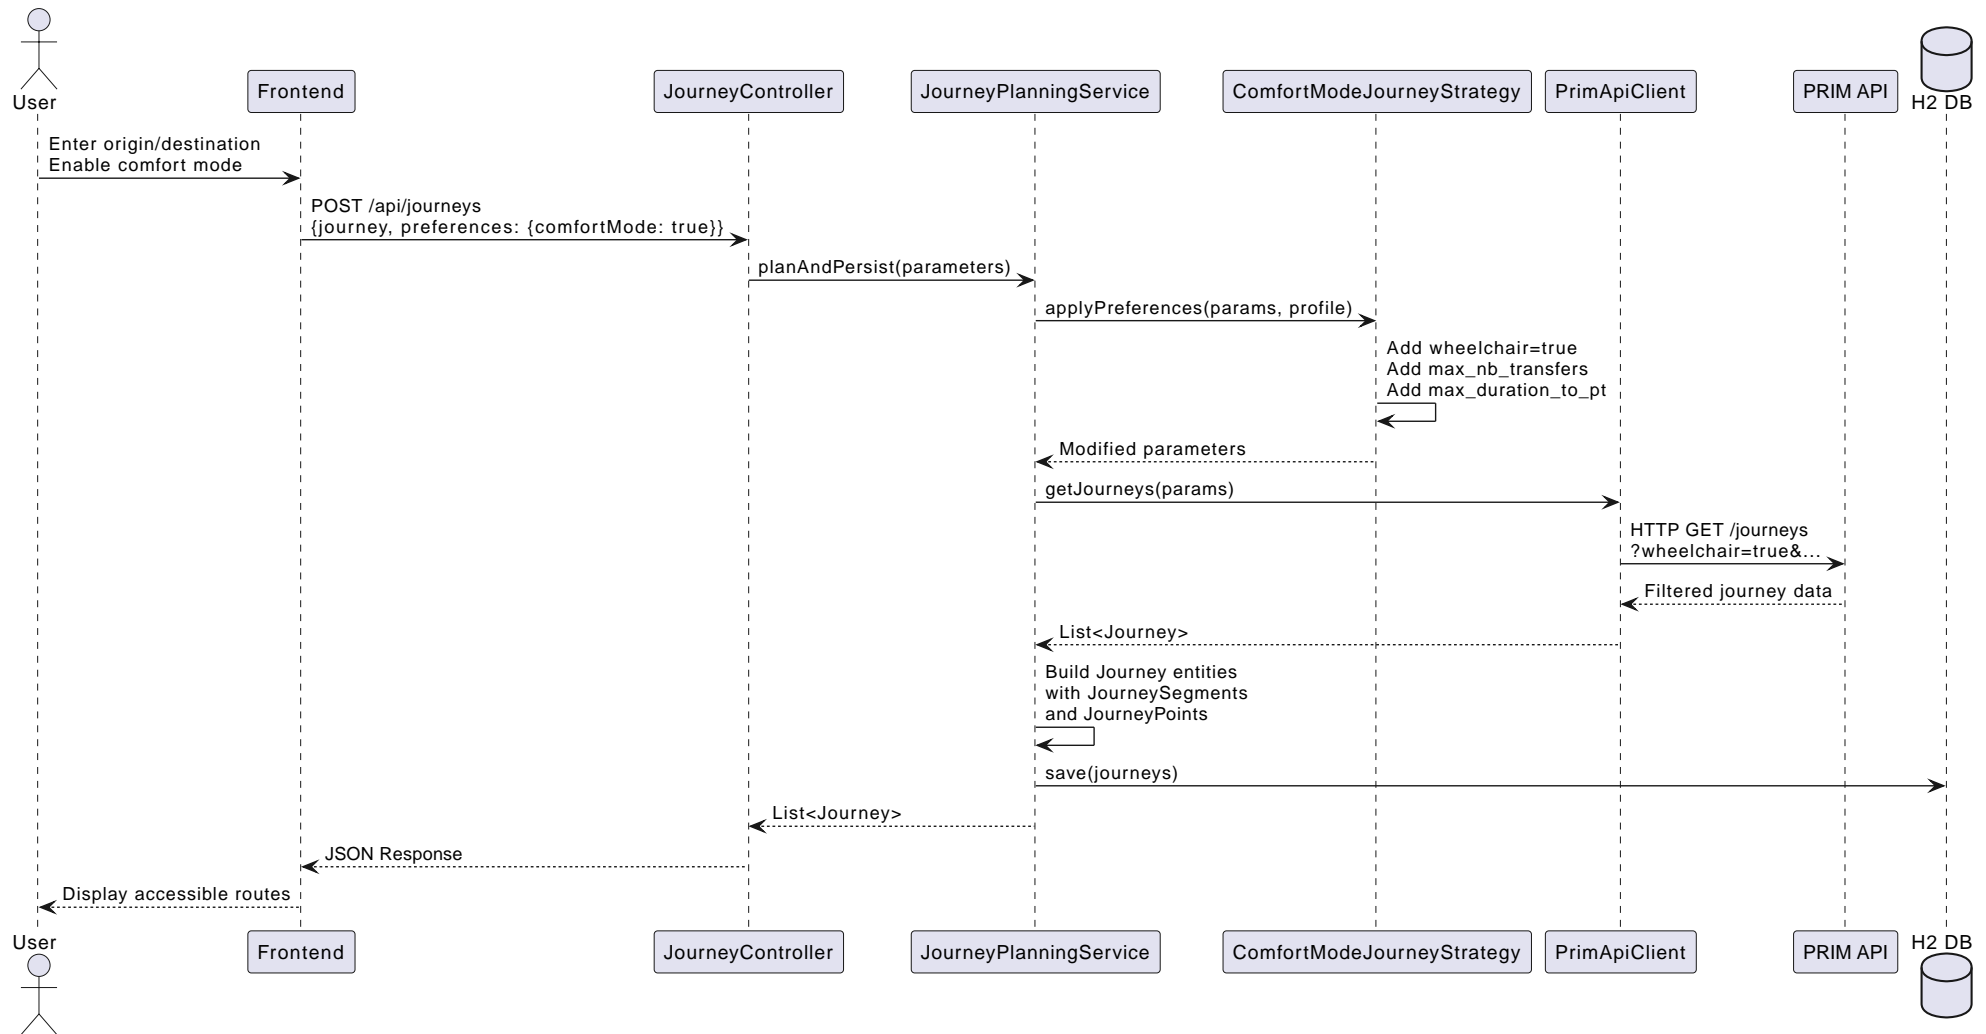 User
Frontend
JourneyController
JourneyPlanningService
ComfortModeJourneyStrategy
PrimApiClient
PRIM API
H2 DB
Enter origin/destination
Enable comfort mode
POST /api/journeys
{journey, preferences: {comfortMode: true}}
planAndPersist(parameters)
applyPreferences(params, profile)
Add wheelchair=true
Add max_nb_transfers
Add max_duration_to_pt
Modified parameters
getJourneys(params)
HTTP GET /journeys
?wheelchair=true&...
Filtered journey data
List<Journey>
Build Journey entities
with JourneySegments
and JourneyPoints
save(journeys)
List<Journey>
JSON Response
Display accessible routes
User
Frontend
JourneyController
JourneyPlanningService
ComfortModeJourneyStrategy
PrimApiClient
PRIM API
H2 DB